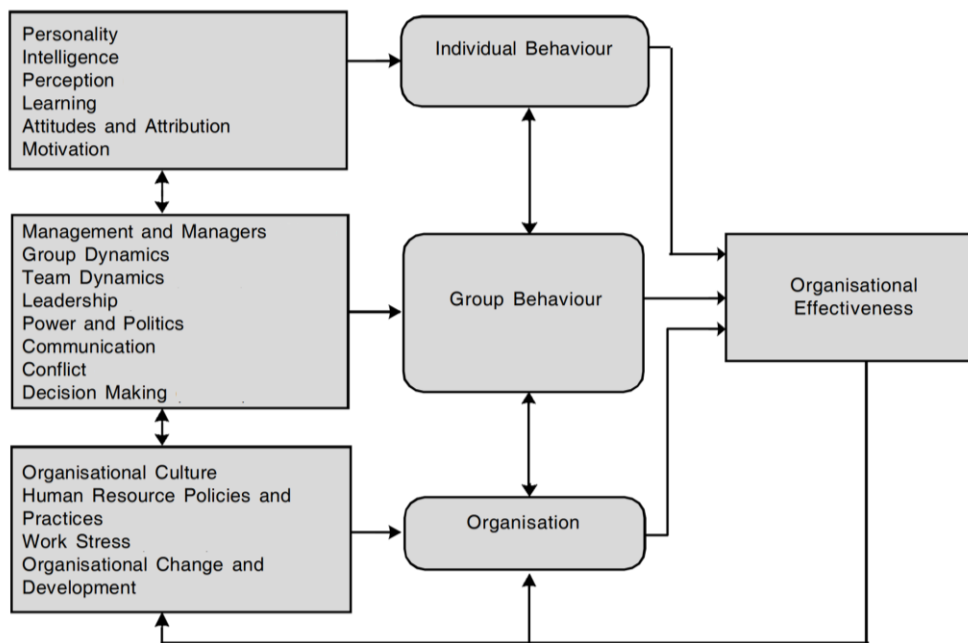 Personality
Intelligence
Perception
Learning
Attitudes and Attribution
Motivation
Individual Behaviour
Management and Managers
Group Dynamics
Team Dynamics
Leadership
Power and Politics
Communication
Conflict
Decision Making
Group Behaviour
Organisational
Effectiveness
Organisational Culture
Human Resource Policies and
Practices
Work Stress
Organisational Change and
Development
Organisation